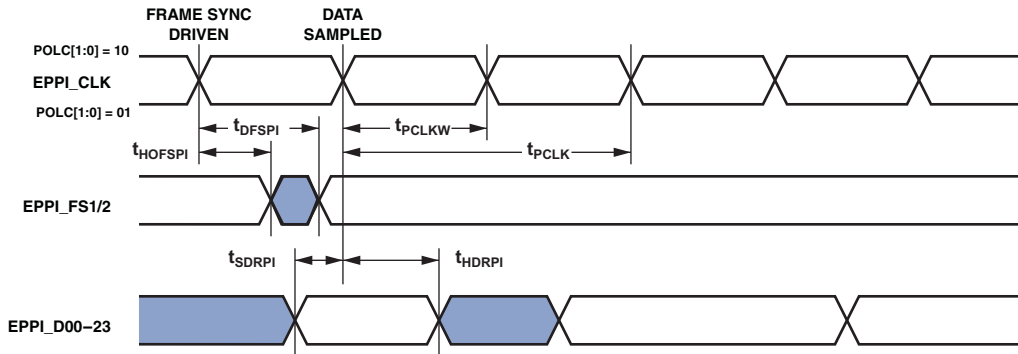 FRAME SYNC
DRIVEN
DATA
SAMPLED
POLC[1:0] = 10
EPPI_CLK
POLC[1:0] = 01
tDFSPI
tPCLKW
tHOFSPI
tPCLK
EPPI_FS1/2
tSDRPI
tHDRPI
EPPI_D00–23